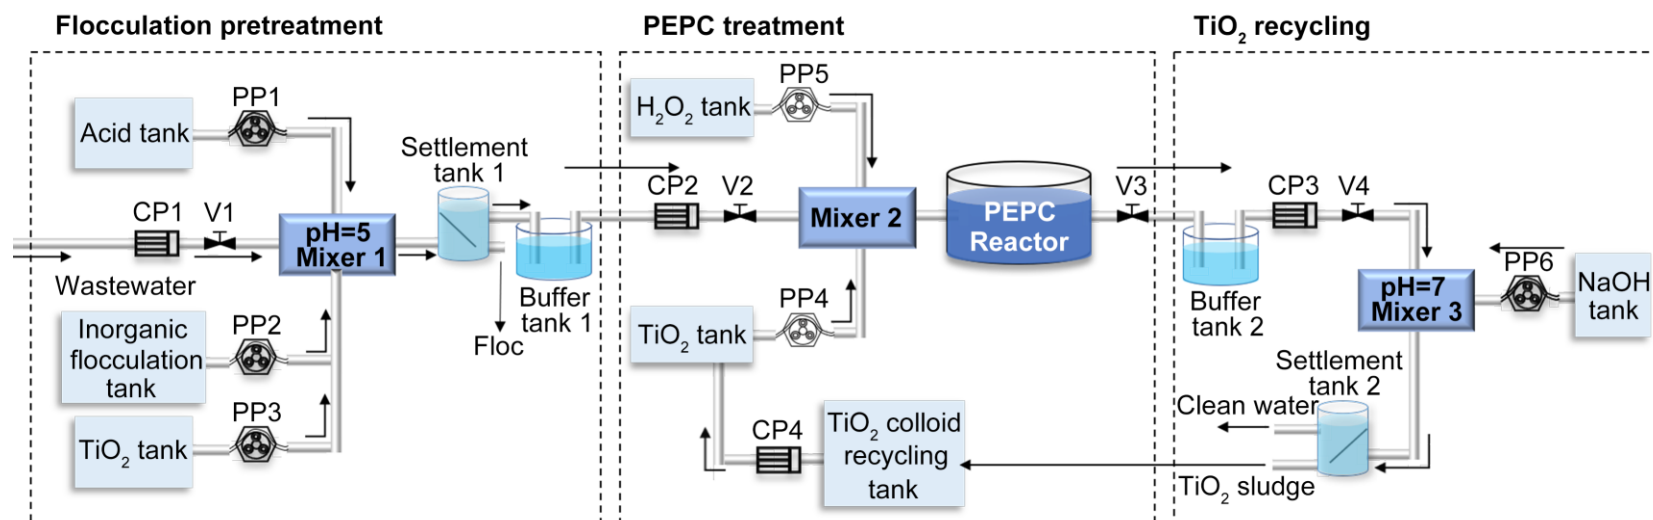 Flocculation pretreatment
PEPC treatment
TiO₂ recycling
Acid tank
PP1
CP1
V1
Wastewater
pH=5
Mixer 1
Inorganic
flocculation
tank
PP2
TiO₂ tank
PP3
Settlement
tank 1
Floc
Buffer
tank 1
H₂O₂ tank
PP5
CP2
V2
Mixer 2
PEPC
Reactor
V3
TiO₂ tank
PP4
CP4
TiO₂ colloid
recycling
tank
Buffer
tank 2
CP3
V4
pH=7
Mixer 3
PP6
NaOH
tank
Settlement
tank 2
Clean water
TiO₂ sludge